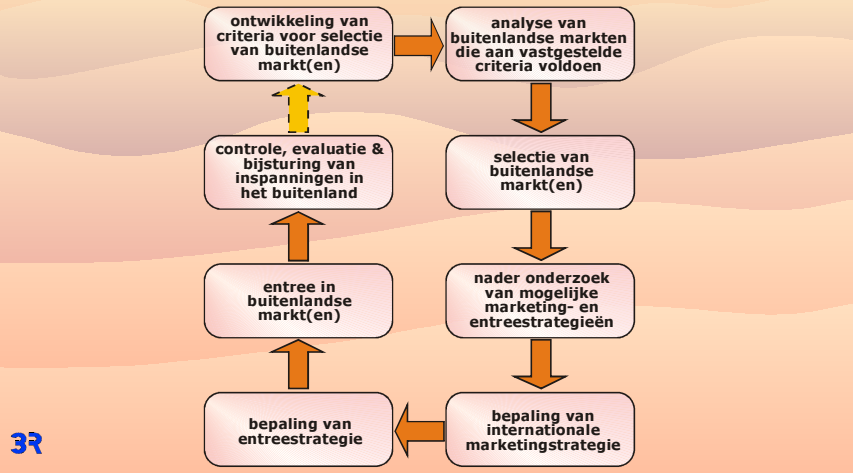 ontwikkeling van
criteria voor selectie
van buitenlandse
markt(en)
analyse van
buitenlandse markten
die aan vastgestelde
criteria voldoen
selectie van
buitenlandse
markt(en)
nader onderzoek
van mogelijke
marketing- en
entreestrategieën
bepaling van
internationale
marketingstrategie
bepaling van
entreestrategie
entree in
buitenlandse
markt(en)
controle, evaluatie &
bijsturing van
inspanningen in
het buitenland
3R